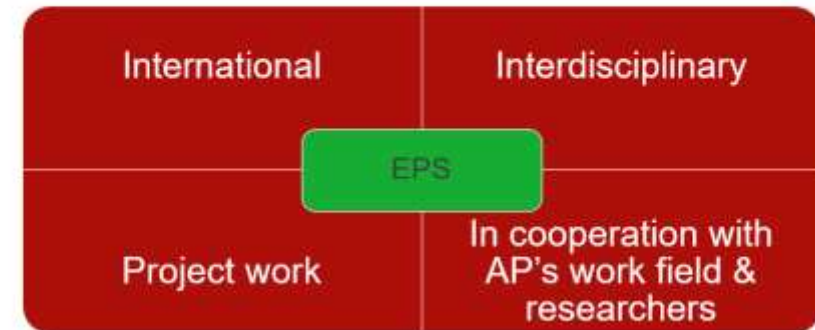 International
Interdisciplinary
EPS
Project work
In cooperation with
AP's work field &
researchers